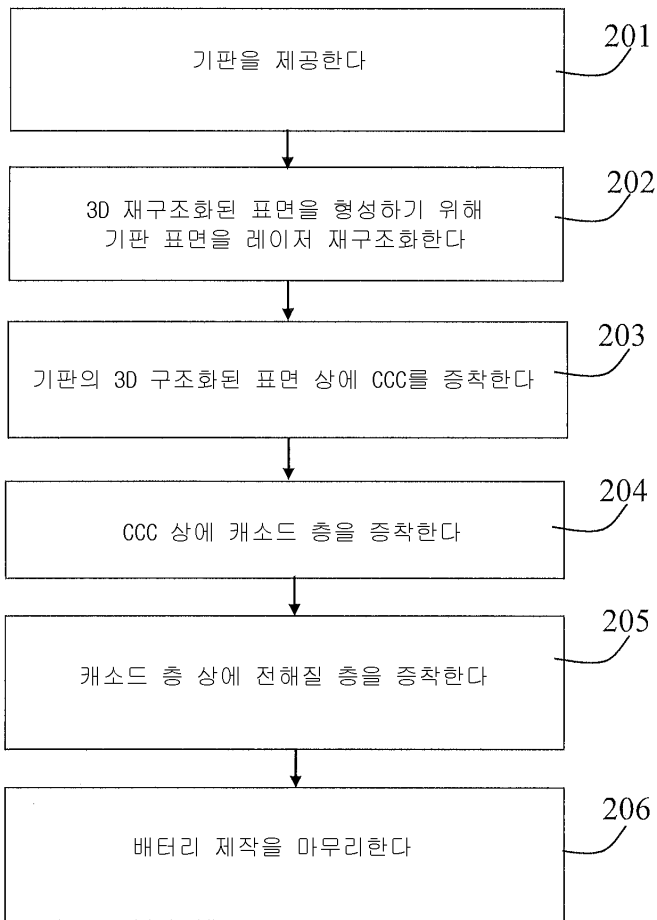 기판을 제공한다
201
3D 재구조화된 표면을 형성하기 위해
기판 표면을 레이저 재구조화한다
202
기판의 3D 구조화된 표면 상에 CCC를 증착한다
203
CCC 상에 캐소드 층을 증착한다
204
캐소드 층 상에 전해질 층을 증착한다
205
배터리 제작을 마무리한다
206